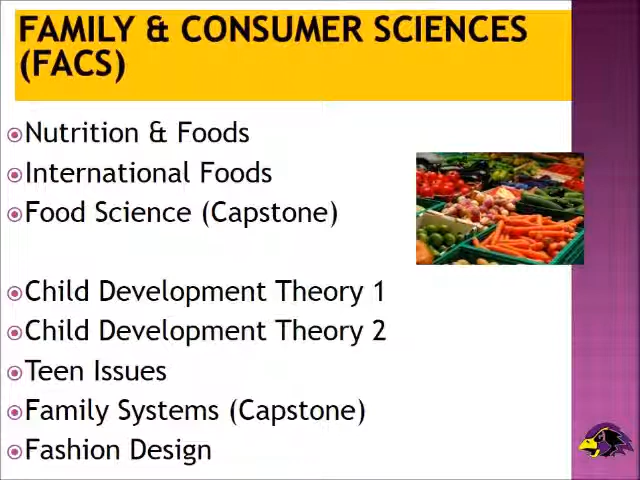 FAMILY & CONSUMER SCIENCES
(FACS)
Nutrition & Foods
International Foods
Food Science (Capstone)
Child Development Theory 1
Child Development Theory 2
Teen Issues
Family Systems (Capstone)
Fashion Design